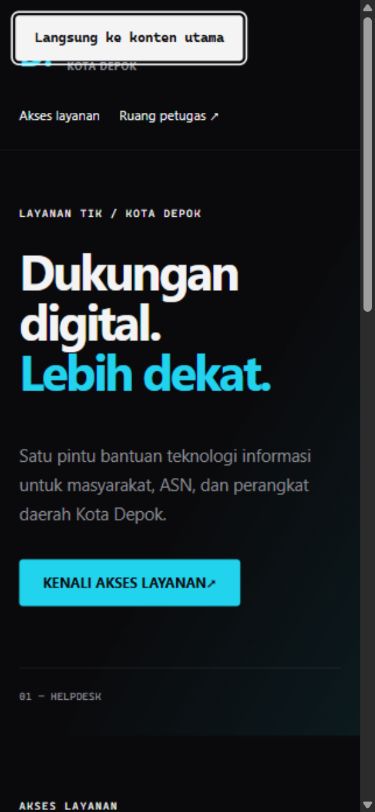 Langsung ke konten utama
KOTA DEPOK
Akses layanan Ruang petugas ↗
LAYANAN TIK / KOTA DEPOK
Dukungan
digital.
Lebih dekat.
Satu pintu bantuan teknologi informasi
untuk masyarakat, ASN, dan perangkat
daerah Kota Depok.
KENALI AKSES LAYANAN↗
01 — HELPDESK
AKSES LAYANAN